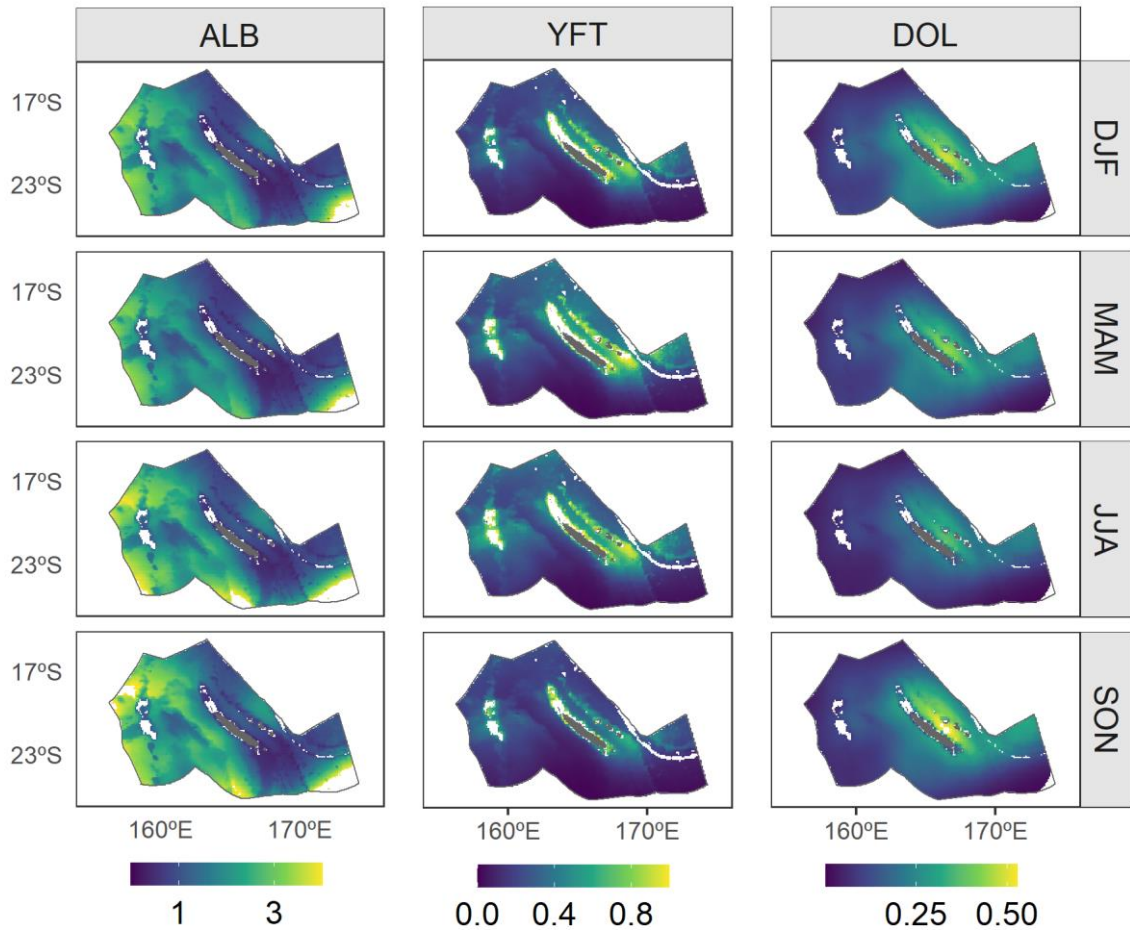 ALB YFT DOL
17ºS
23ºS
DJF
17ºS
23ºS
MAM
17ºS
23ºS
JJA
17ºS
23ºS
SON
160ºE 170ºE 160ºE 170ºE 160ºE 170ºE
1 3 0.0 0.4 0.8 0.25 0.50